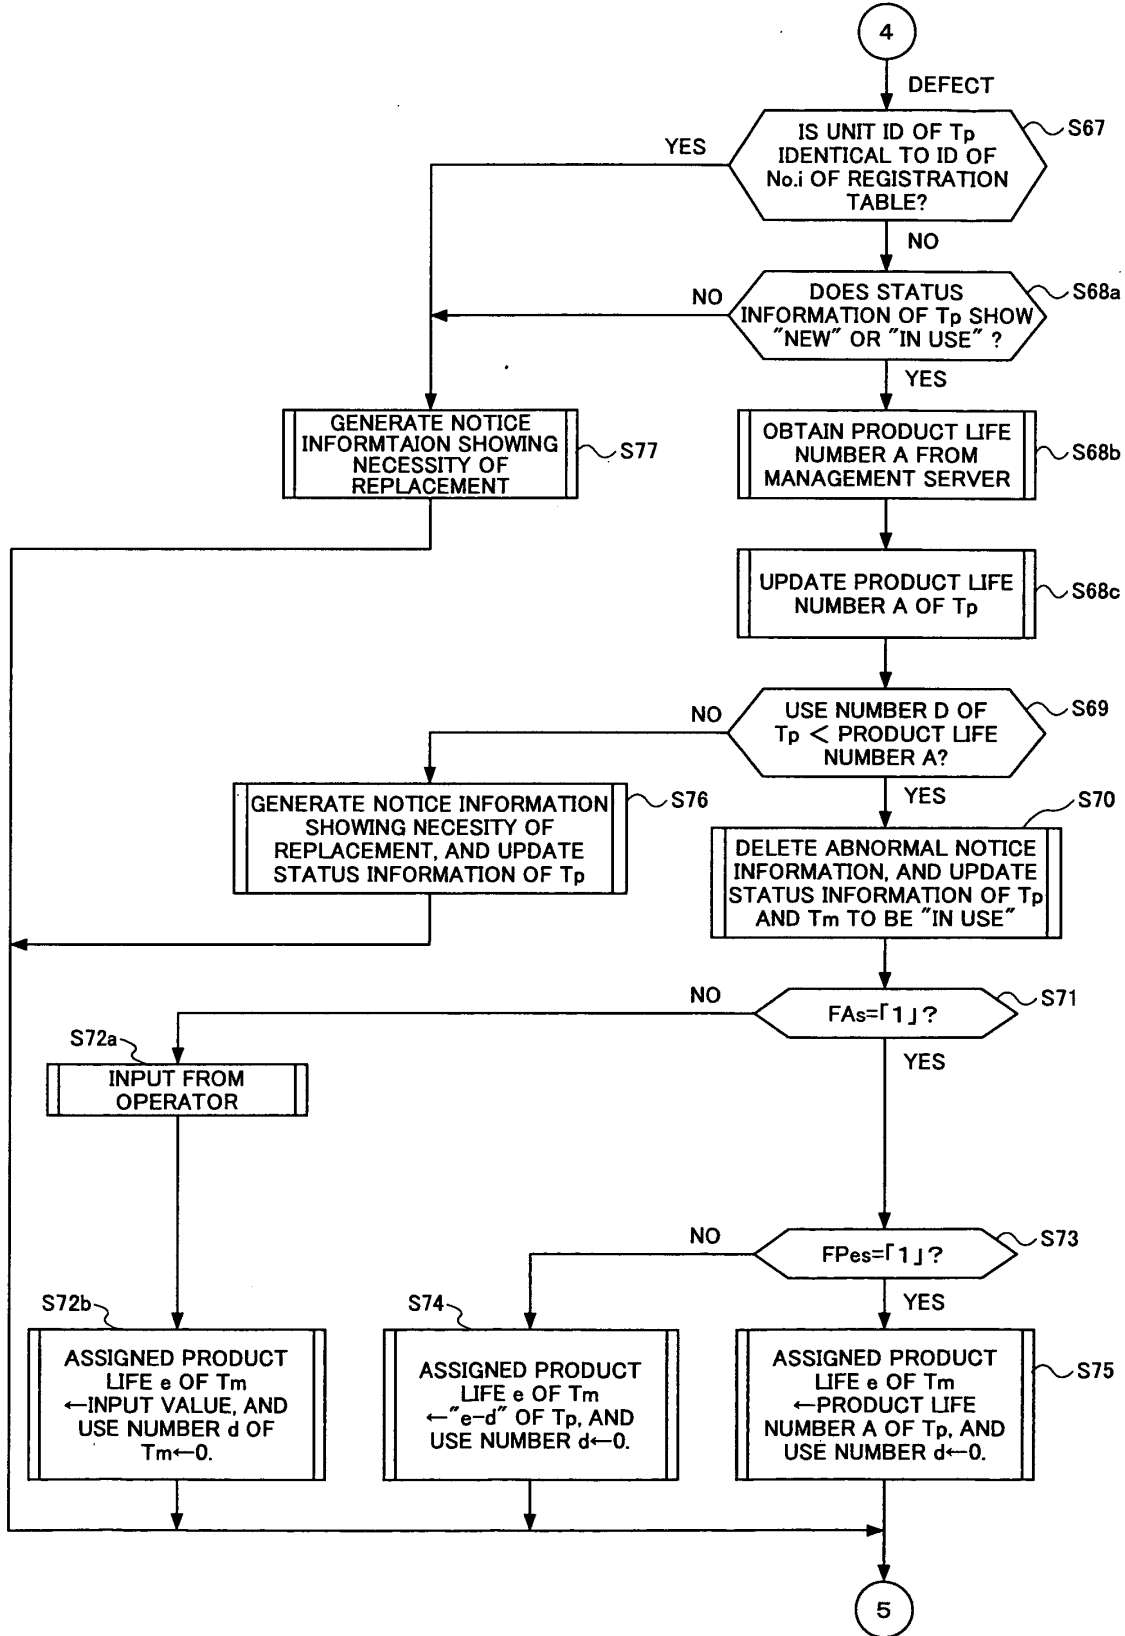 4
DEFECT
IS UNIT ID OF Tp
IDENTICAL TO ID OF
No.i OF REGISTRATION
TABLE?
S67
YES
NO
DOES STATUS
INFORMATION OF Tp SHOW
"NEW" OR "IN USE" ?
S68a
NO
YES
GENERATE NOTICE
INFORMTAION SHOWING
NECESSITY OF
REPLACEMENT
S77
OBTAIN PRODUCT LIFE
NUMBER A FROM
MANAGEMENT SERVER
S68b
UPDATE PRODUCT LIFE
NUMBER A OF Tp
S68c
USE NUMBER D OF
Tp < PRODUCT LIFE
NUMBER A?
S69
NO
YES
GENERATE NOTICE INFORMATION
SHOWING NECESITY OF
REPLACEMENT, AND UPDATE
STATUS INFORMATION OF Tp
S76
S70
DELETE ABNORMAL NOTICE
INFORMATION, AND UPDATE
STATUS INFORMATION OF Tp
AND Tm TO BE "IN USE"
FAs=「1」?
S71
NO
YES
S72a
INPUT FROM
OPERATOR
FPes=「1」?
S73
NO
YES
S72b
ASSIGNED PRODUCT
LIFE e OF Tm
←INPUT VALUE, AND
USE NUMBER d OF
Tm←0.
S74
ASSIGNED PRODUCT
LIFE e OF Tm
←"e-d" OF Tp, AND
USE NUMBER d←0.
ASSIGNED PRODUCT
LIFE e OF Tm
←PRODUCT LIFE
NUMBER A OF Tp, AND
USE NUMBER d←0.
S75
5